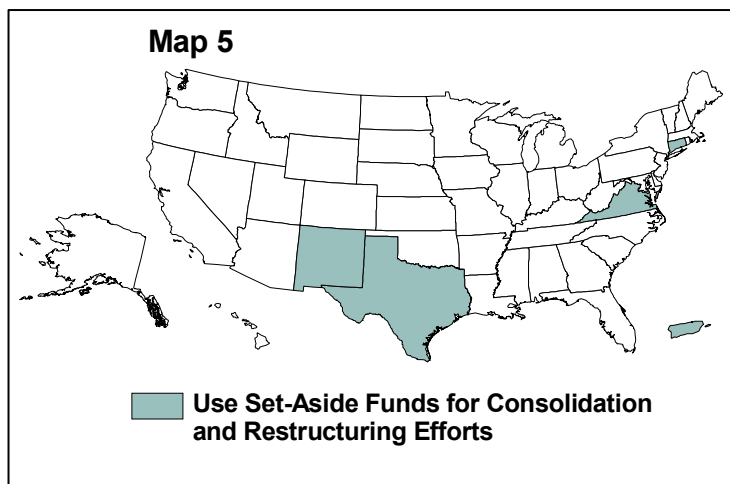 Map 5
Use Set-Aside Funds for Consolidation
and Restructuring Efforts